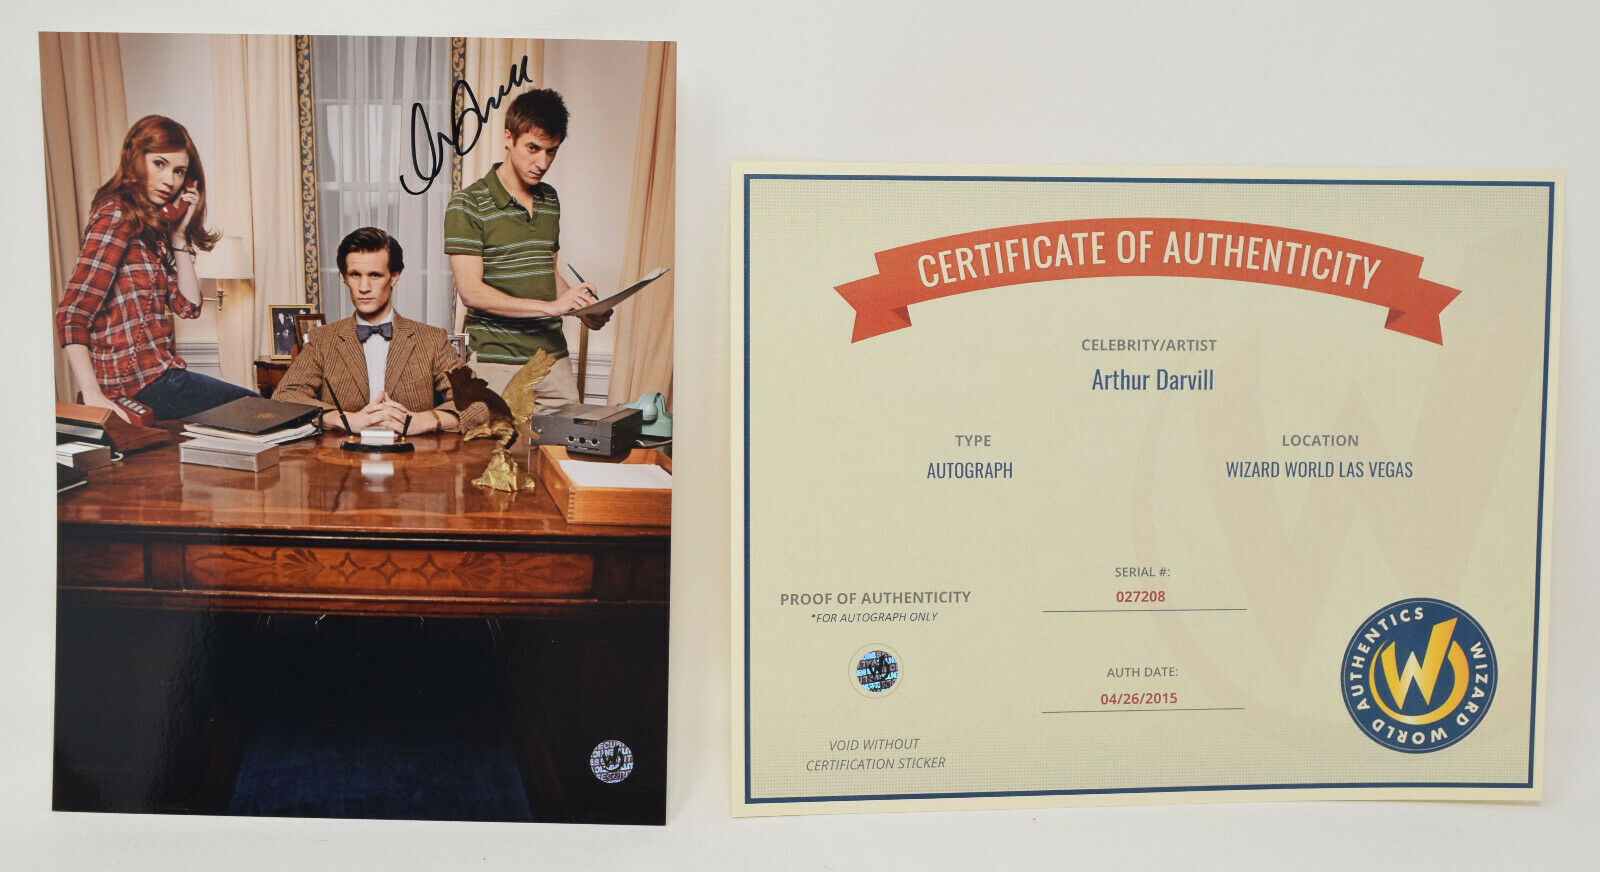 CERTIFICATE OF AUTHENTICITY
CELEBRITY/ARTIST
Arthur Darvill
TYPE
AUTOGRAPH
LOCATION
WIZARD WORLD LAS VEGAS
PROOF OF AUTHENTICITY
*FOR AUTOGRAPH ONLY
SERIAL #:
027208
AUTH DATE:
04/26/2015
VOID WITHOUT
CERTIFICATION STICKER
WIZARD WORLD AUTHENTICS
W